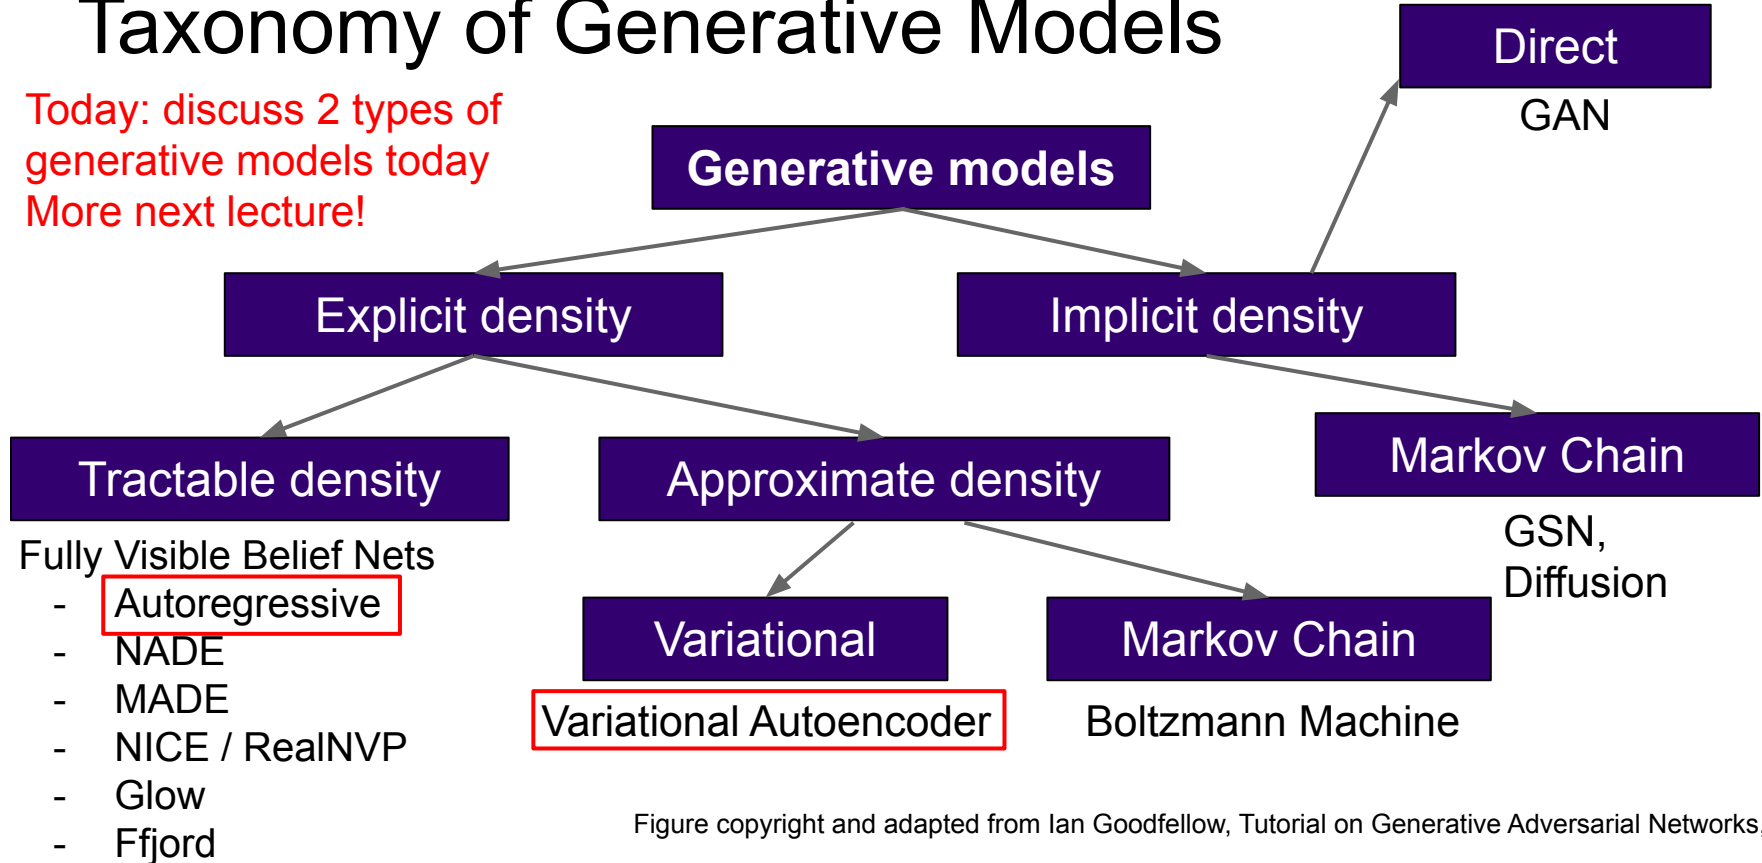 Taxonomy of Generative Models
Today: discuss 2 types of
generative models today
More next lecture!
Direct
GAN
Generative models
Explicit density
Implicit density
Tractable density
Approximate density
Markov Chain
GSN,
Diffusion
Fully Visible Belief Nets
- Autoregressive
- NADE
- MADE
- NICE / RealNVP
- Glow
- Ffjord
Variational
Markov Chain
Variational Autoencoder
Boltzmann Machine
Figure copyright and adapted from Ian Goodfellow, Tutorial on Generative Adversarial Networks,